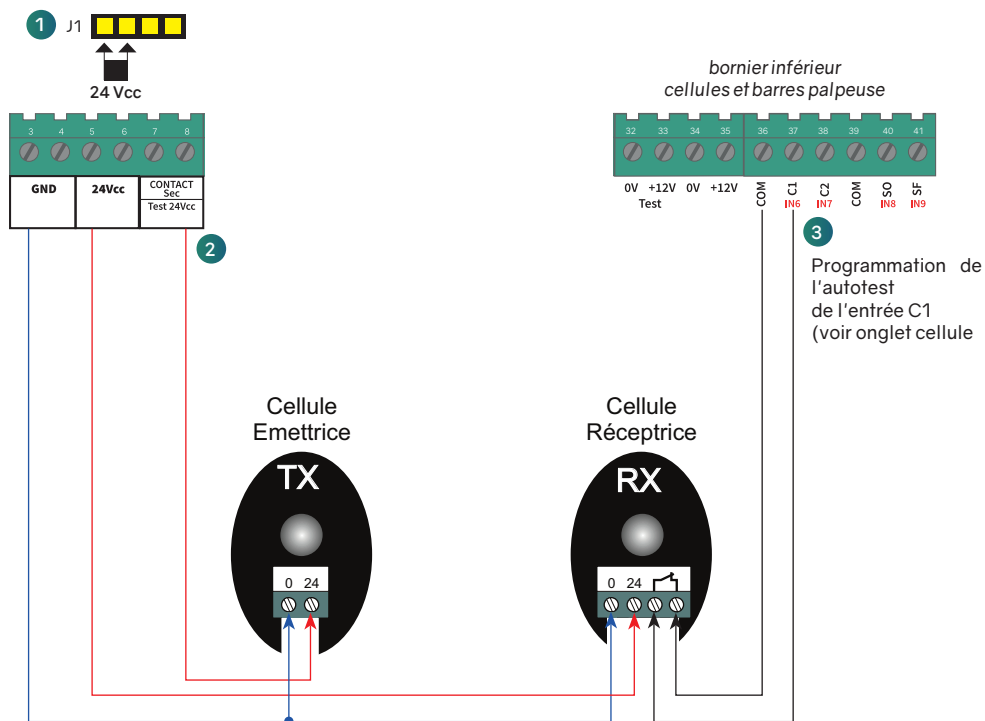 1 J1
24 Vcc
3 4 5 6 7 8
GND 24Vcc CONTACT
Sec
Test 24Vcc
2
bornier inférieur
cellules et barres palpeuse
32 33 34 35 36 37 38 39 40 41
0V +12V 0V +12V COM C1 C2 COM SO SF
Test IN6 IN7 IN8 IN9
3
Programmation de
l'autotest
de l'entrée C1
(voir onglet cellule
Cellule
Emettrice
TX
0 24
Cellule
Réceptrice
RX
0 24